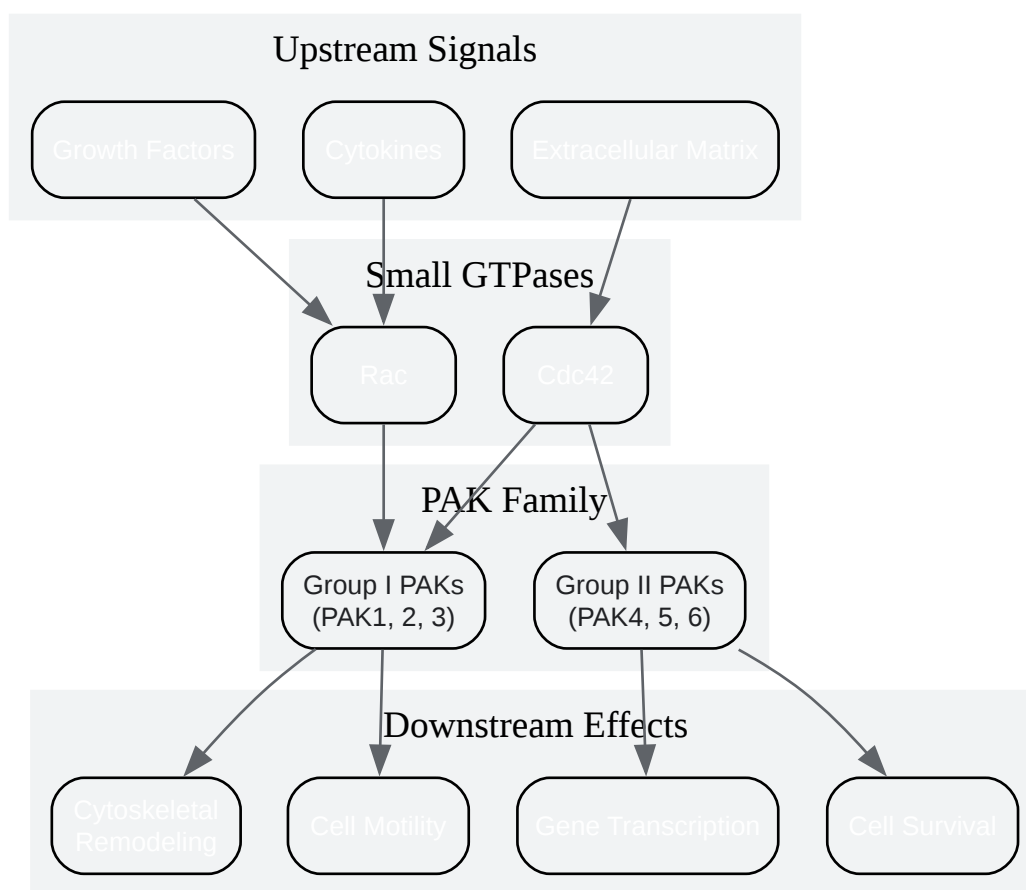 Upstream Signals
Growth Factors
Cytokines
Extracellular Matrix
Small GTPases
Rac
Cdc42
PAK Family
Group I PAKs
(PAK1, 2, 3)
Group II PAKs
(PAK4, 5, 6)
Downstream Effects
Cytoskeletal
Remodeling
Cell Motility
Gene Transcription
Cell Survival